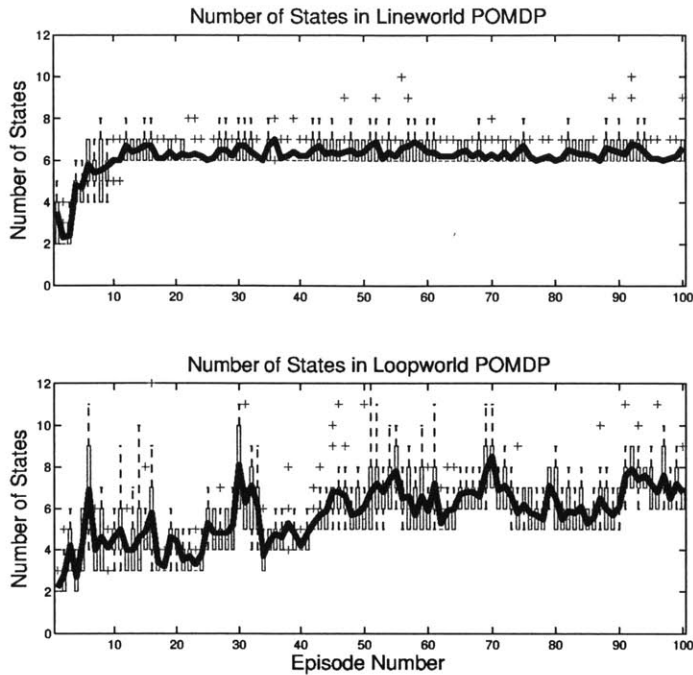 Number of States in Lineworld POMDP
12
10
8
6
4
2
0
Number of States
10 20 30 40 50 60 70 80 90 100
Number of States in Loopworld POMDP
12
10
8
6
4
2
0
Number of States
10 20 30 40 50 60 70 80 90 100
Episode Number